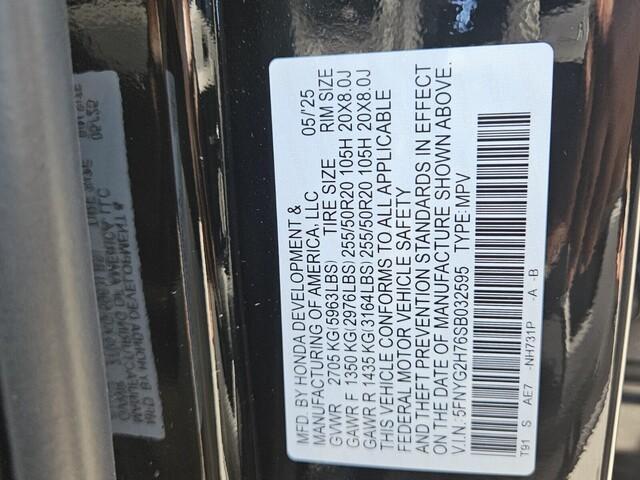 MFD. BY HONDA DEVELOPMENT &
MANUFACTURING OF AMERICA, LLC 05/'25
GVWR 2705 KG(5963LBS) TIRE SIZE RIM SIZE
GAWR F 1350 KG(2976LBS) 255/50R20 105H 20X8.0J
GAWR R 1435 KG(3164LBS) 255/50R20 105H 20X8.0J
THIS VEHICLE CONFORMS TO ALL APPLICABLE
FEDERAL MOTOR VEHICLE SAFETY
AND THEFT PREVENTION STANDARDS IN EFFECT
ON THE DATE OF MANUFACTURE SHOWN ABOVE.
V.I.N.: 5FNYG2H76SB032595 TYPE: MPV
T91 S AE7 -NH731P -A -B